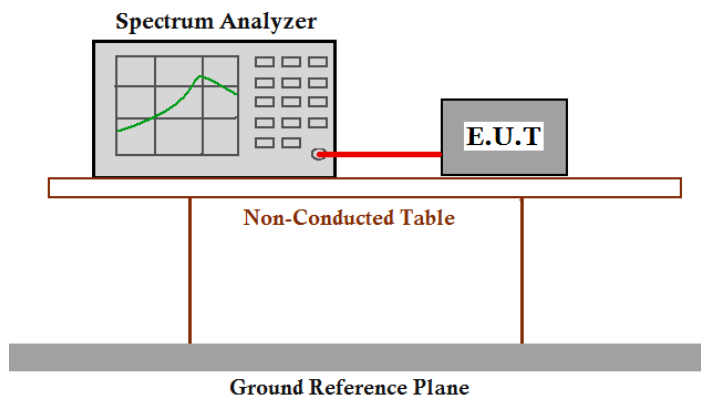 Spectrum Analyzer
E.U.T
Non-Conducted Table
Ground Reference Plane